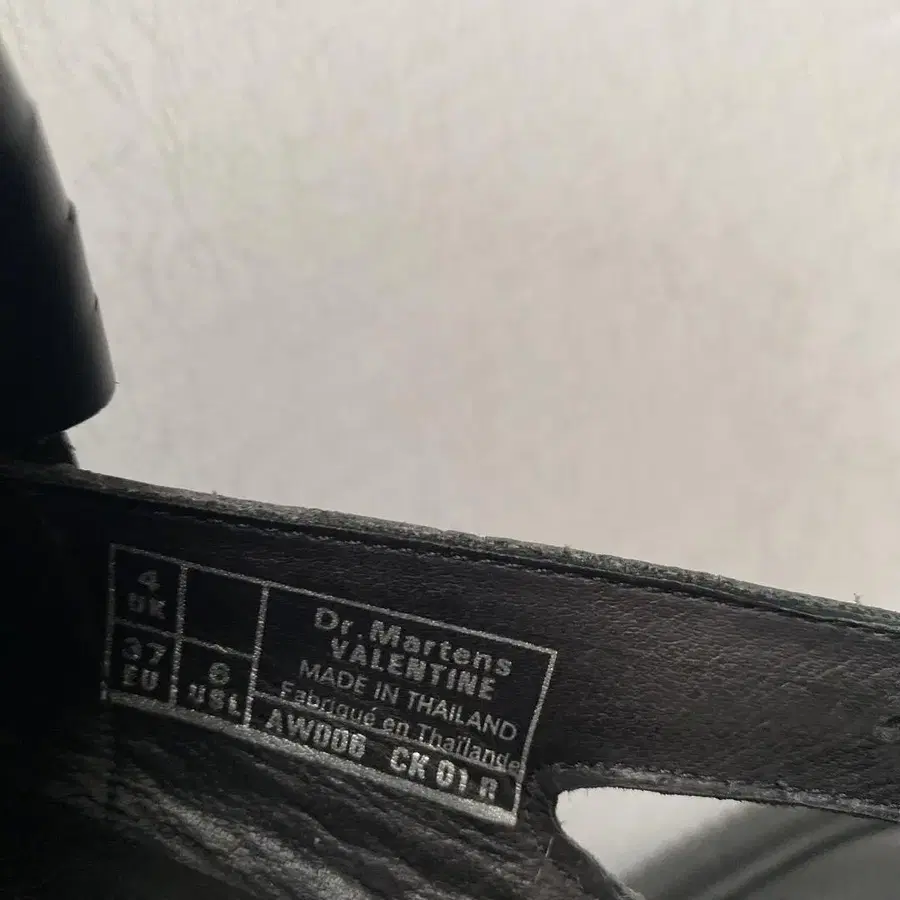 4
UK
37
EU
6
USL
Dr. Martens
VALENTINE
MADE IN THAILAND
Fabriqué en Thaïlande
AW006 CK 01 R